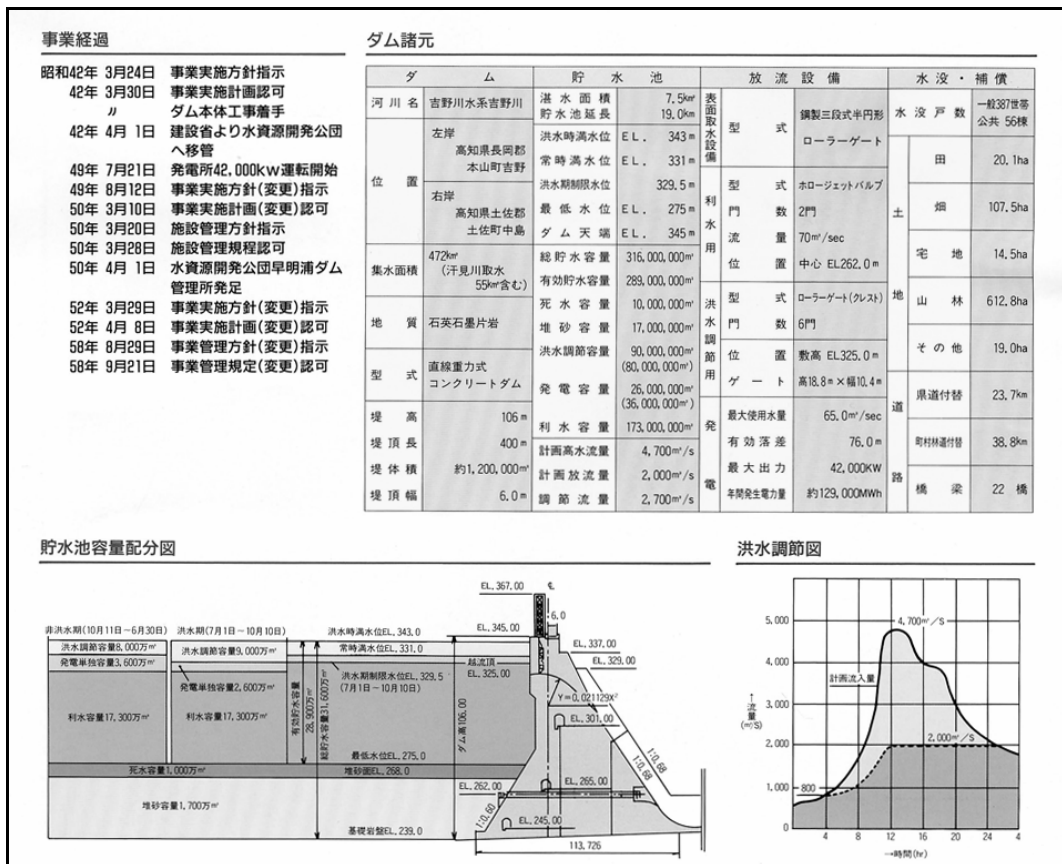 事業経過
昭和42年 3月24日 事業実施方針指示
42年 3月30日 事業実施計画認可
〃 ダム本体工事着手
42年 4月 1日 建設省より水資源開発公団
へ移管
49年 7月21日 発電所42,000kw運転開始
49年 8月12日 事業実施方針(変更)指示
50年 3月10日 事業実施計画(変更)認可
50年 3月20日 施設管理方針指示
50年 3月28日 施設管理規程認可
50年 4月 1日 水資源開発公団早明浦ダム
管理所発足
52年 3月29日 事業実施方針(変更)指示
52年 4月 8日 事業実施計画(変更)認可
58年 8月29日 事業管理方針(変更)指示
58年 9月21日 事業管理規定(変更)認可
ダム諸元
ダム
河川名 吉野川水系吉野川
位置 左岸
高知県長岡郡
本山町吉野
右岸
高知県土佐郡
土佐町中島
集水面積 472km²
(汗見川取水
55km²含む)
地質 石英石墨片岩
型式 直線重力式
コンクリートダム
堤高 106m
堤頂長 400m
堤体積 約1,200,000m³
堤頂幅 6.0m
貯水池
湛水面積 7.5km²
貯水池延長 19.0km
洪水時満水位 EL. 343m
常時満水位 EL. 331m
洪水期制限水位 329.5m
最低水位 EL. 275m
ダム天端 EL. 345m
総貯水容量 316,000,000m³
有効貯水容量 289,000,000m³
死水容量 10,000,000m³
堆砂容量 17,000,000m³
洪水調節容量 90,000,000m³
(80,000,000m³)
発電容量 26,000,000m³
(36,000,000m³)
利水容量 173,000,000m³
計画高水流量 4,700m³/s
計画放流量 2,000m³/s
調節流量 2,700m³/s
放流設備
表面取水設備 型式 鋼製三段式半円形
ローラーゲート
利水用 型式 ホロージェットバルブ
門数 2門
流量 70m³/sec
位置 中心 EL262.0m
洪水調節用 型式 ローラーゲート(クレスト)
門数 6門
位置 敷高 EL325.0m
ゲート 高18.8m×幅10.4m
発電 最大使用水量 65.0m³/sec
有効落差 76.0m
最大出力 42,000KW
年間発生電力量 約129,000MWh
水没・補償
水没戸数 一般387世帯
公共 56棟
土地 田 20.1ha
畑 107.5ha
宅地 14.5ha
山林 612.8ha
その他 19.0ha
道路 県道付替 23.7km
町村林道付替 38.8km
橋梁 22 橋
貯水池容量配分図
非洪水期(10月11日～6月30日)
洪水調節容量8,000万m³
発電単独容量3,600万m³
利水容量17,300万m³
洪水期(7月1日～10月10日)
洪水調節容量9,000万m³
発電単独容量2,600万m³
利水容量17,300万m³
死水容量1,000万m³
堆砂容量1,700万m³
有効貯水容量
28,900万m³
総貯水容量31,600万m³
洪水時満水位EL.343.0
常時満水位EL.331.0
洪水期制限水位EL.329.5
(7月1日～10月10日)
最低水位EL.275.0
堆砂面EL.268.0
基礎岩盤EL.239.0
ダム高106.00
EL.367.00
℄
6.0
EL.345.00
越流頂
EL.325.00
EL.337.00
EL.329.00
Y=0.021129X²
EL.301.00
1:0.68
1:0.68
EL.262.00
EL.265.00
1:0.60
EL.245.00
113.726
洪水調節図
5,000
4,000
3,000
2,000
1,000
0
↑流量(m³/S)
4,700m³/S
計画流入量
2,000m³/S
800
4 8 12 16 20 24 4
→時間(hr)